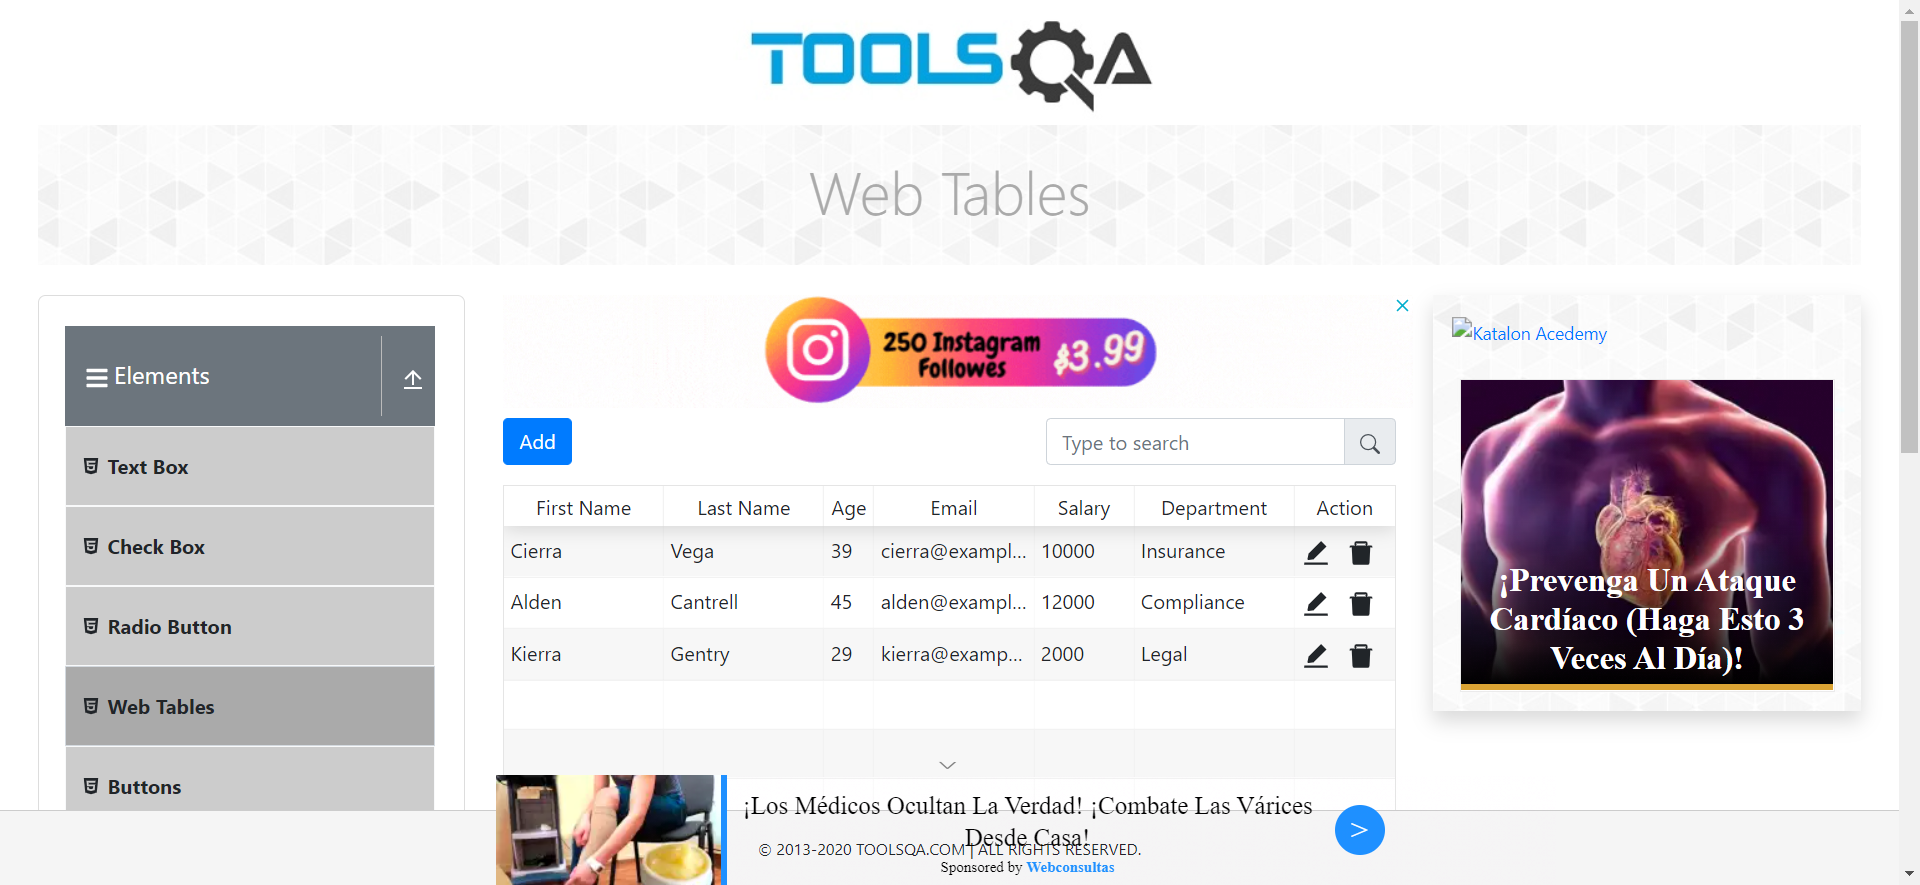 TOOLSQA
Web Tables
Elements
Text Box
Check Box
Radio Button
Web Tables
Buttons
250 Instagram
Followes
$3.99
Add
Type to search
First Name Last Name Age Email Salary Department Action
Cierra Vega 39 cierra@exampl... 10000 Insurance
Alden Cantrell 45 alden@exampl... 12000 Compliance
Kierra Gentry 29 kierra@examp... 2000 Legal
Katalon Acedemy
¡Prevenga Un Ataque
Cardíaco (Haga Esto 3
Veces Al Día)!
¡Los Médicos Ocultan La Verdad! ¡Combate Las Várices
Desde Casa!
© 2013-2020 TOOLSQA.COM | ALL RIGHTS RESERVED.
Sponsored by Webconsultas